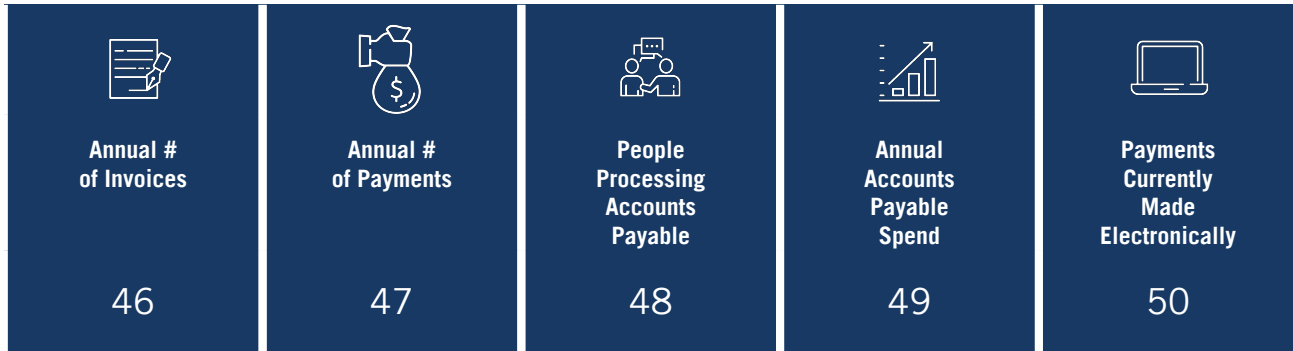 Annual #
of Invoices
46
$
Annual #
of Payments
47
People
Processing
Accounts
Payable
48
Annual
Accounts
Payable
Spend
49
Payments
Currently
Made
Electronically
50